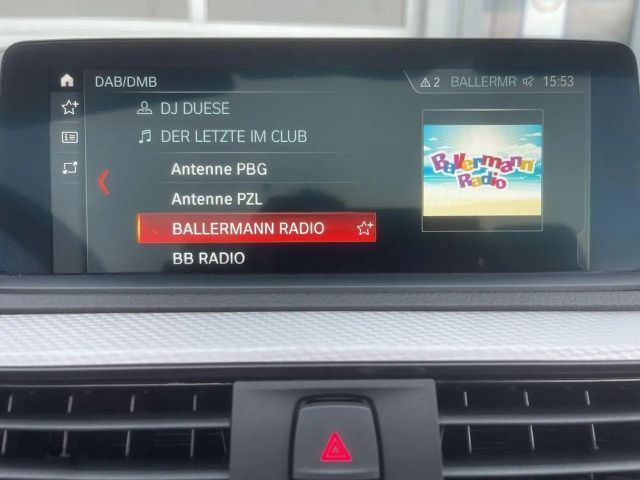 DAB/DMB
2 BALLERMR 15:53
DJ DUESE
DER LETZTE IM CLUB
Antenne PBG
Antenne PZL
BALLERMANN RADIO
BB RADIO
Ballermann
Radio